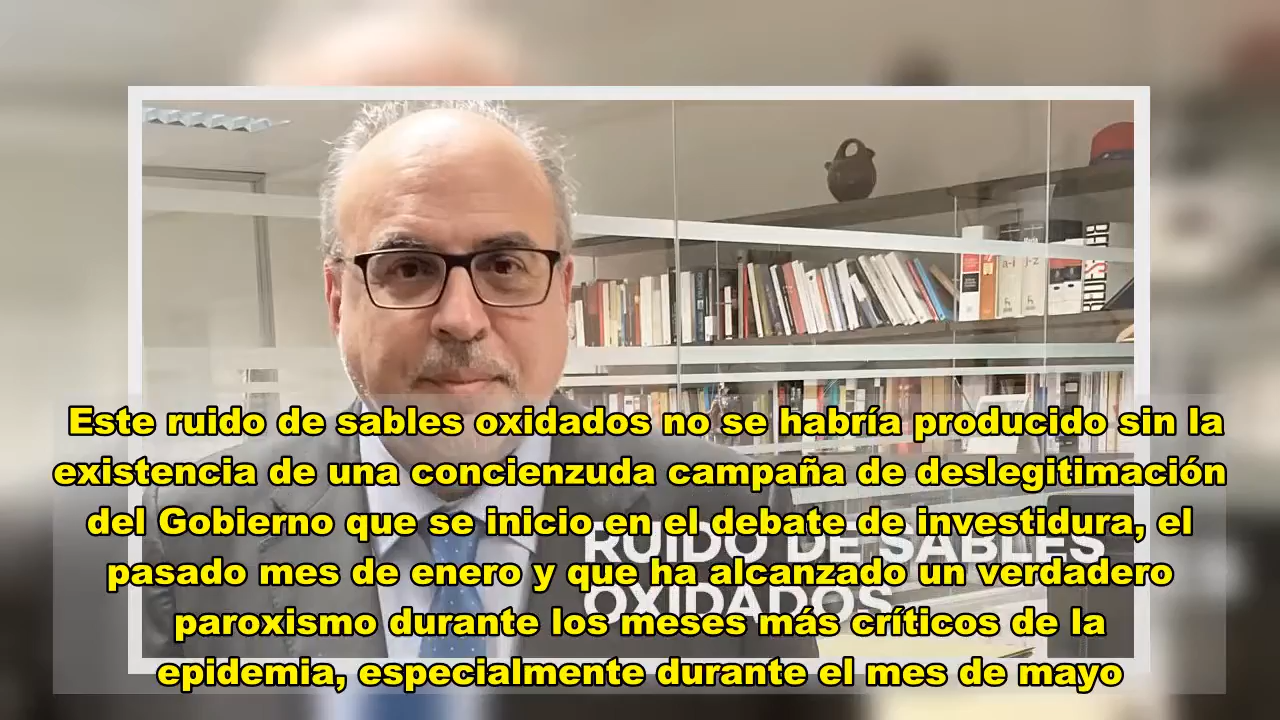 Este ruido de sables oxidados no se habría producido sin la
existencia de una concienzuda campaña de deslegitimación
del Gobierno que se inicio en el debate de investidura, el
pasado mes de enero y que ha alcanzado un verdadero
paroxismo durante los meses más críticos de la
epidemia, especialmente durante el mes de mayo
RUIDO DE SABLES
OXIDADOS